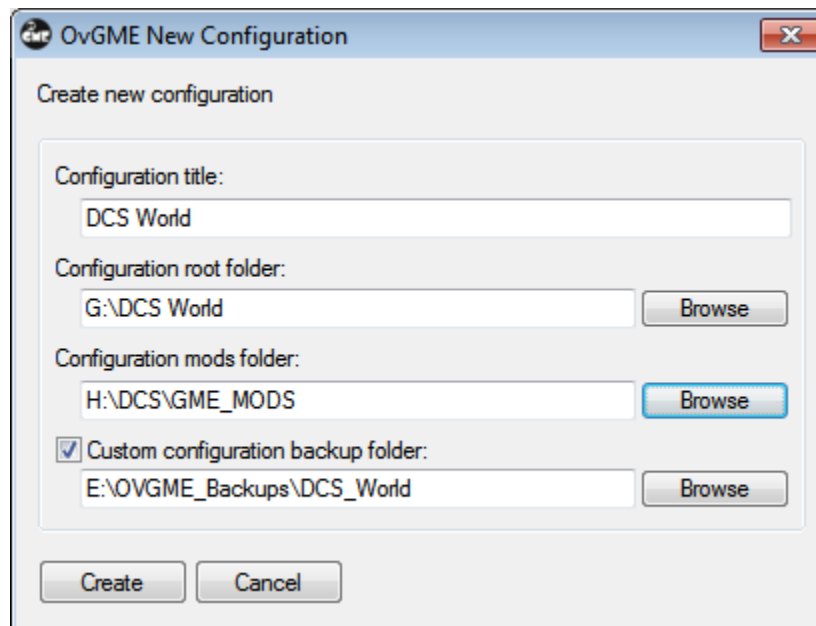 OvGME New Configuration
Create new configuration
Configuration title:
DCS World
Configuration root folder:
G:\DCS World
Browse
Configuration mods folder:
H:\DCS\GME_MODS
Browse
Custom configuration backup folder:
E:\OVGME_Backups\DCS_World
Browse
Create
Cancel